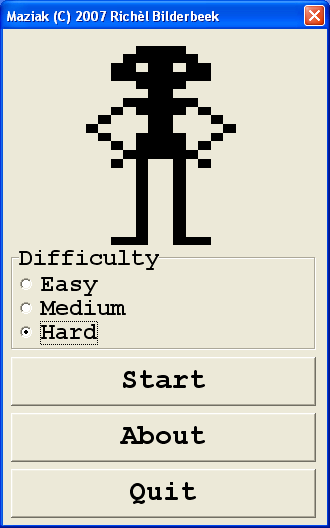 Maziak (C) 2007 Richèl Bilderbeek
Difficulty
Easy
Medium
Hard
Start
About
Quit